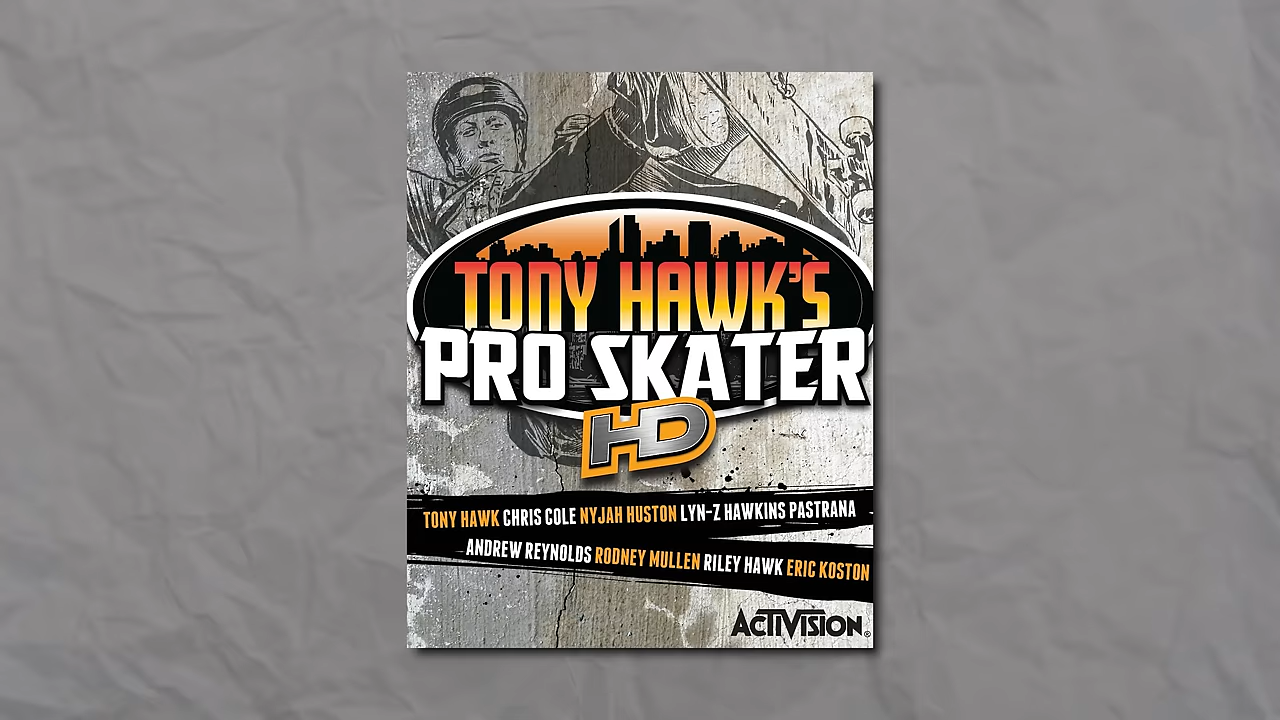 TONY HAWK'S
PRO SKATER
HD
TONY HAWK CHRIS COLE NYJAH HUSTON LYN-Z HAWKINS PASTRANA
ANDREW REYNOLDS RODNEY MULLEN RILEY HAWK ERIC KOSTON
ACTIVISION®